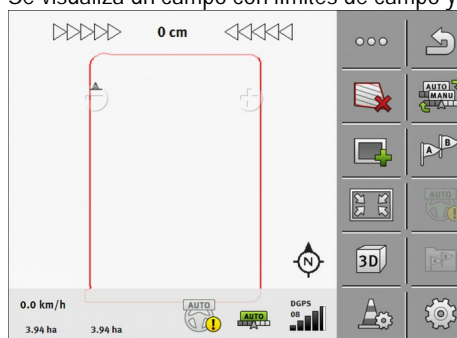 Se visualiza un campo con límites de campo y
0 cm
AUTO
MANU
A B
3D
N
0.0 km/h
AUTO
AUTO
DGPS
08
3.94 ha 3.94 ha